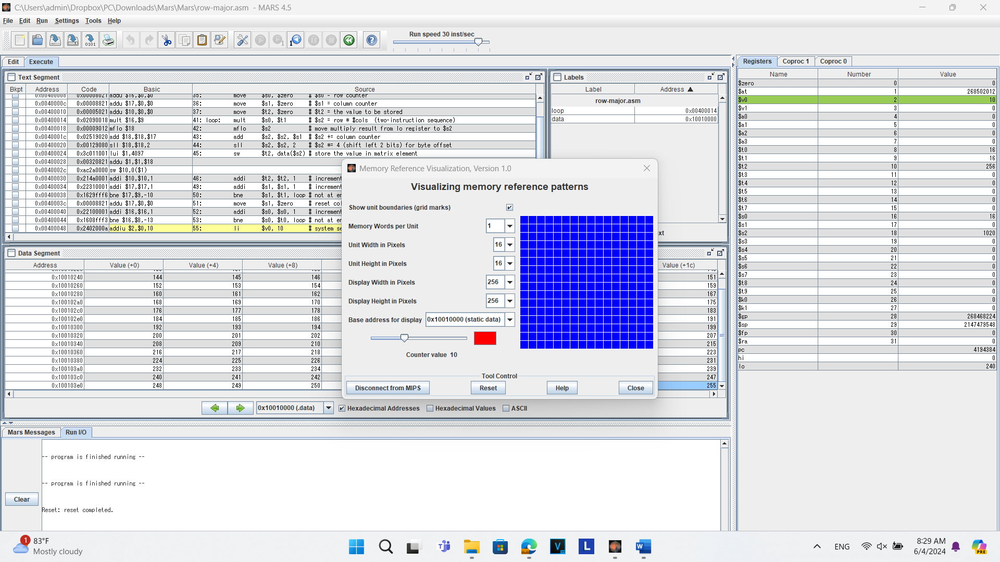 C:\Users\admin\Dropbox\PC\Downloads\Mars\Mars\row-major.asm - MARS 4.5
File Edit Run Settings Tools Help
Run speed 30 inst/sec
Edit Execute
Text Segment
Bkpt Address Code Basic Source
0x00400008 0x00008021 addu $16,$0,$0 35: move $s0, $zero # $s0 = row counter
0x0040000c 0x00008821 addu $17,$0,$0 36: move $s1, $zero # $s1 = column counter
0x00400010 0x00005021 addu $10,$0,$0 37: move $t2, $zero # $t2 = the value to be stored
0x00400014 0x02090018 mult $16,$9 41: loop: mult $s0, $t1 # $s2 = row * #cols (two-instruction sequence)
0x00400018 0x00009012 mflo $18 42: mflo $s2 # move multiply result from lo register to $s2
0x0040001c 0x02519020 add $18,$18,$17 43: add $s2, $s2, $s1 # $s2 += column counter
0x00400020 0x00129080 sll $18,$18,2 44: sll $s2, $s2, 2 # $s2 *= 4 (shift left 2 bits) for byte offset
0x00400024 0x3c011001 lui $1,4097 45: sw $t2, data($s2) # store the value in matrix element
0x00400028 0x00320821 addu $1,$1,$18
0x0040002c 0xac2a0000 sw $10,0($1)
0x00400030 0x214a0001 addi $10,$10,1 46: addi $t2, $t2, 1 # increment
0x00400034 0x22310001 addi $17,$17,1 49: addi $s1, $s1, 1 # increment
0x00400038 0x1629fff6 bne $17,$9,-10 50: bne $s1, $t1, loop # not at en
0x0040003c 0x00008821 addu $17,$0,$0 51: move $s1, $zero # reset col
0x00400040 0x22100001 addi $16,$16,1 52: addi $s0, $s0, 1 # increment
0x00400044 0x1608fff3 bne $16,$8,-13 53: bne $s0, $t0, loop # not at en
0x00400048 0x2402000a addiu $2,$0,10 55: li $v0, 10 # system se
Labels
Label Address ▲
row-major.asm
loop 0x00400014
data 0x10010000
xt
Data Segment
Address Value (+0) Value (+4) Value (+8) Value (+1c)
0x10010240 144 145 146 151
0x10010260 152 153 154 159
0x10010280 160 161 162 167
0x100102a0 168 169 170 175
0x100102c0 176 177 178 183
0x100102e0 184 185 186 191
0x10010300 192 193 194 199
0x10010320 200 201 202 207
0x10010340 208 209 210 215
0x10010360 216 217 218 223
0x10010380 224 225 226 231
0x100103a0 232 233 234 239
0x100103c0 240 241 242 247
0x100103e0 248 249 250 255
0x10010000 (.data) Hexadecimal Addresses Hexadecimal Values ASCII
Memory Reference Visualization, Version 1.0
Visualizing memory reference patterns
Show unit boundaries (grid marks)
Memory Words per Unit 1
Unit Width in Pixels 16
Unit Height in Pixels 16
Display Width in Pixels 256
Display Height in Pixels 256
Base address for display 0x10010000 (static data)
Counter value 10
Tool Control
Disconnect from MIPS Reset Help Close
Mars Messages Run I/O
-- program is finished running --
-- program is finished running --
Reset: reset completed.
Clear
Registers Coproc 1 Coproc 0
Name Number Value
$zero 0 0
$at 1 268502012
$v0 2 10
$v1 3 0
$a0 4 0
$a1 5 0
$a2 6 0
$a3 7 0
$t0 8 16
$t1 9 16
$t2 10 256
$t3 11 0
$t4 12 0
$t5 13 0
$t6 14 0
$t7 15 0
$s0 16 16
$s1 17 0
$s2 18 1020
$s3 19 0
$s4 20 0
$s5 21 0
$s6 22 0
$s7 23 0
$t8 24 0
$t9 25 0
$k0 26 0
$k1 27 0
$gp 28 268468224
$sp 29 2147479548
$fp 30 0
$ra 31 0
pc 4194384
hi 0
lo 240
1
83°F
Mostly cloudy
ENG
8:29 AM
6/4/2024
PRE